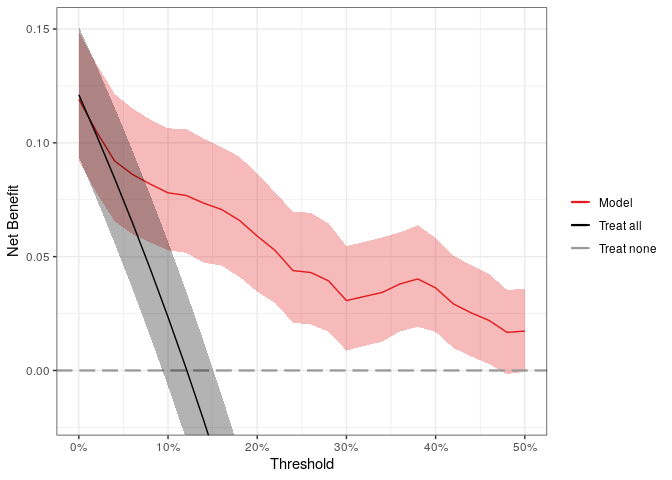 0.15
0.10
0.05
0.00
Net Benefit
0%
10%
20%
30%
40%
50%
Threshold
Model
Treat all
Treat none